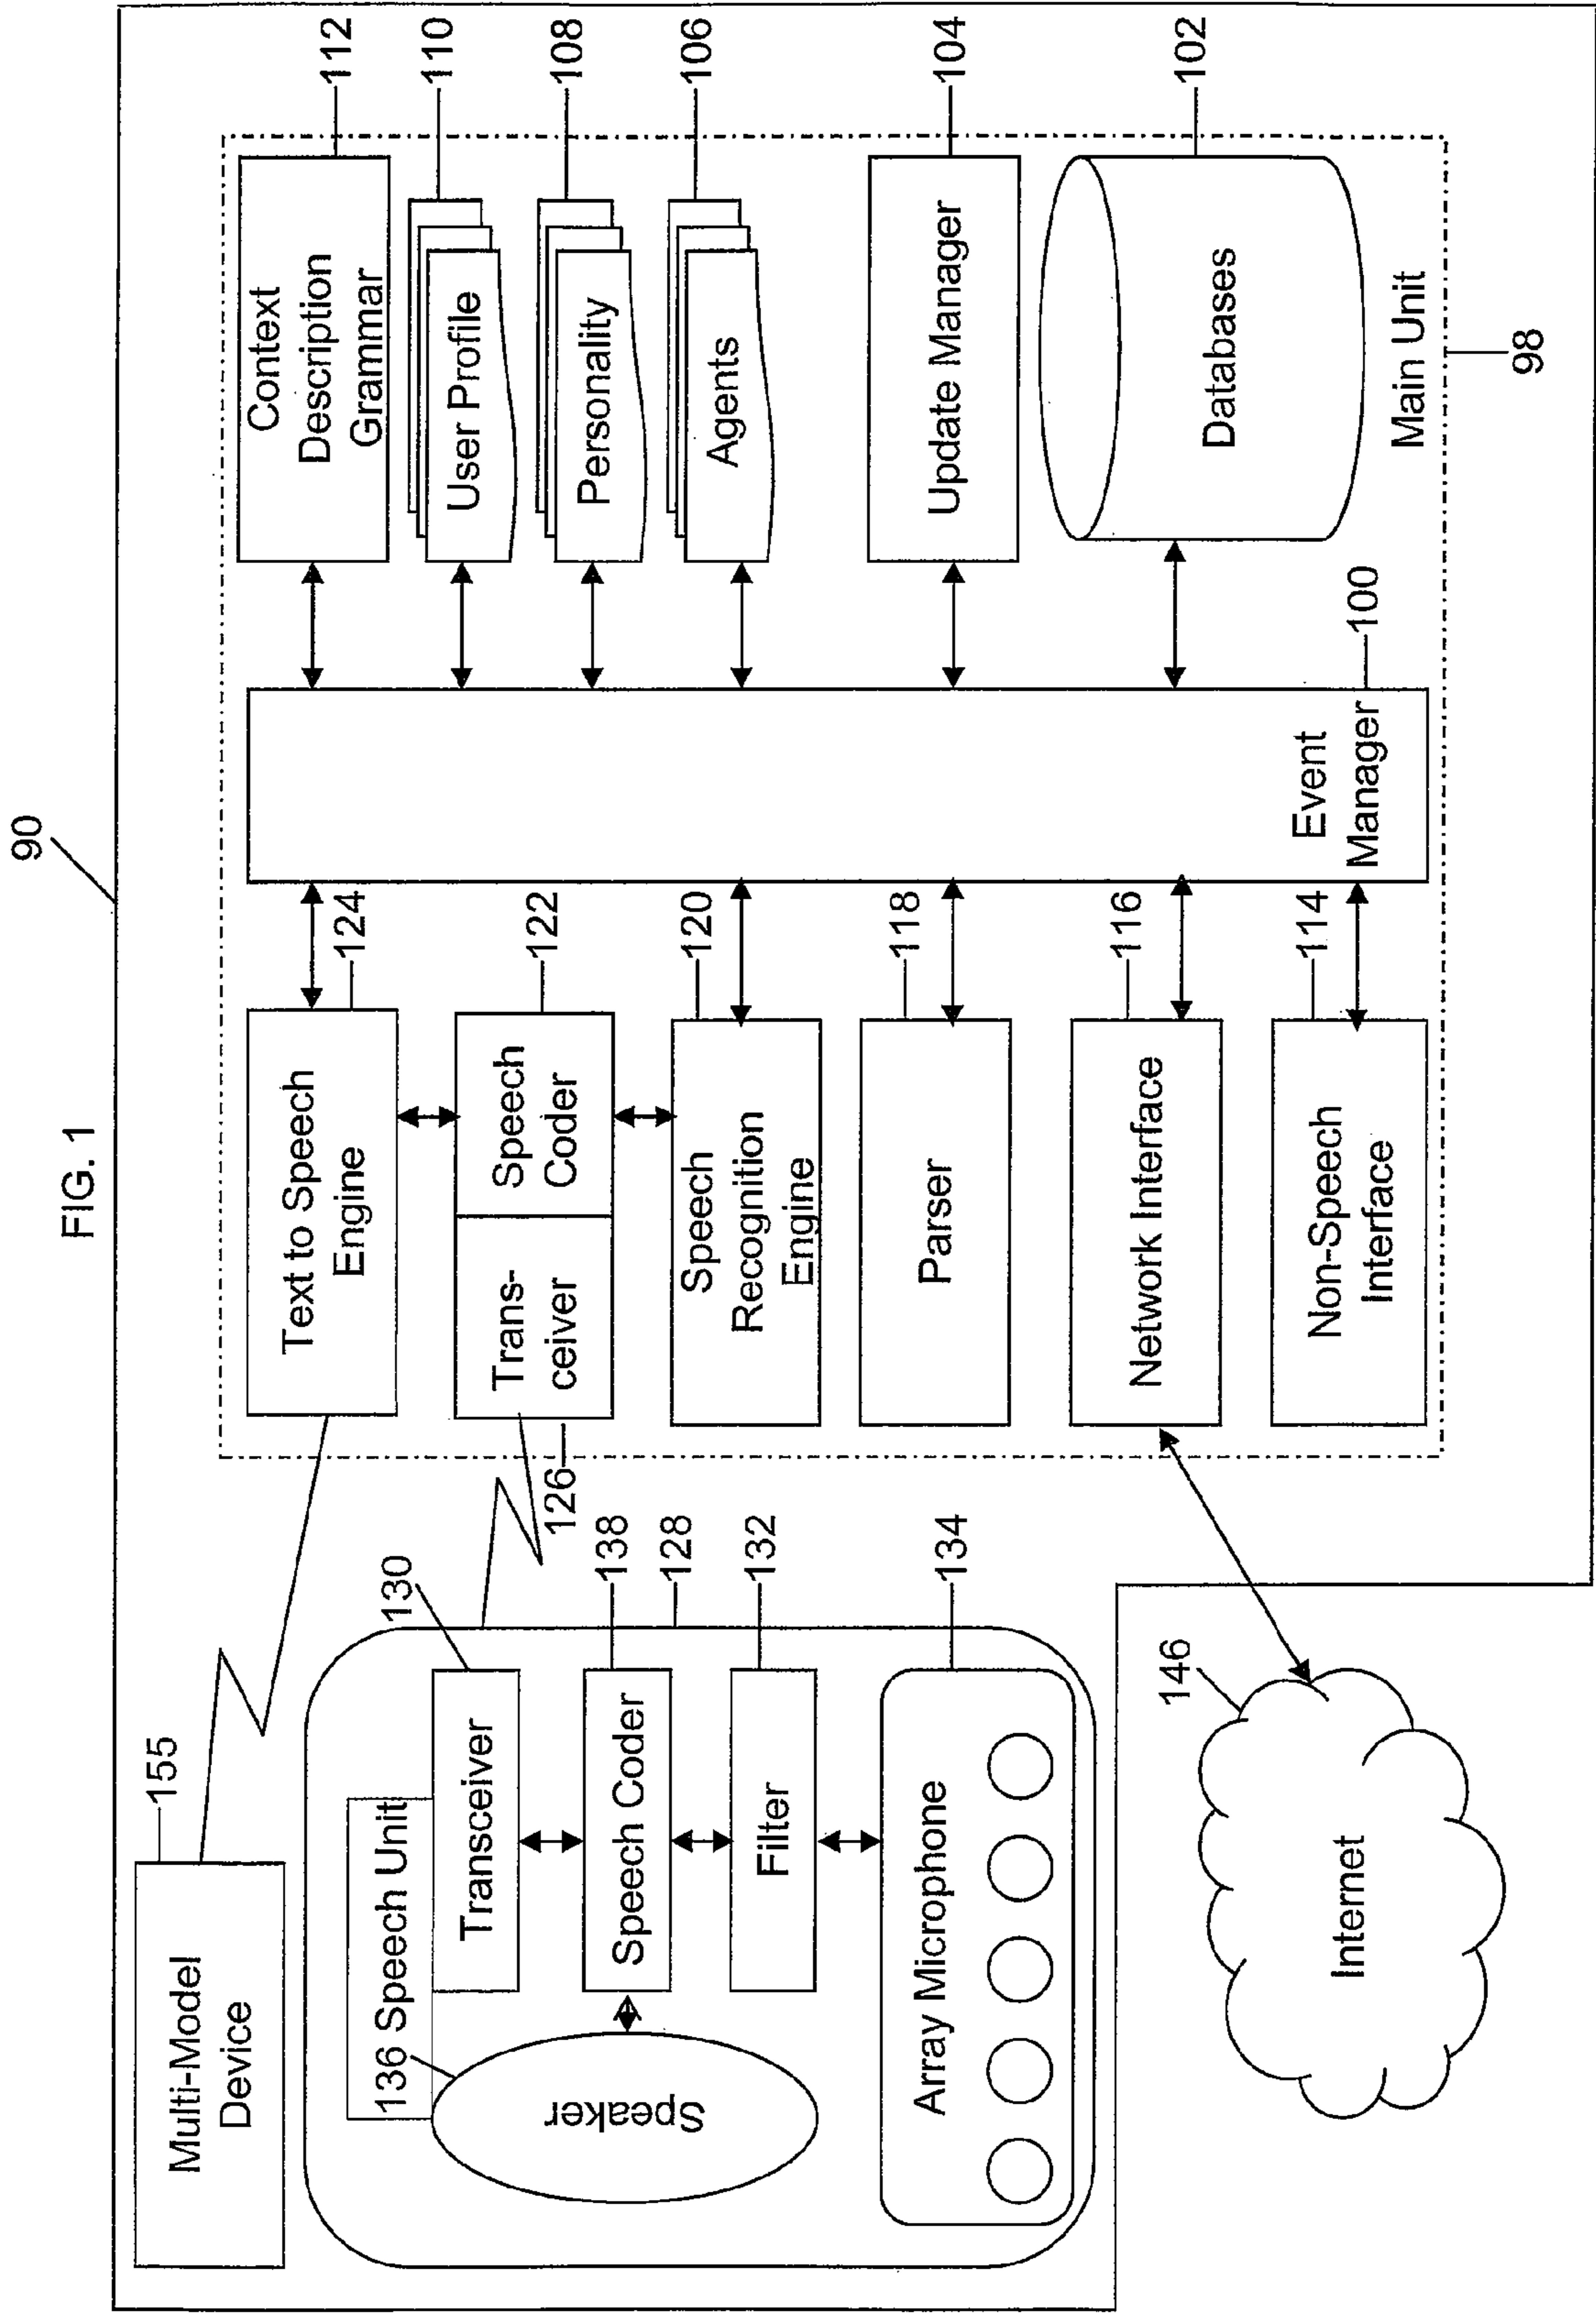 FIG. 1
90
Multi-Model
Device
155
136 Speech Unit
Transceiver
130
Speaker
Speech Coder
138
128
Filter
132
Array Microphone
134
Internet
146
Text to Speech
Engine
124
Trans-
ceiver
126
Speech
Coder
122
Speech
Recognition
Engine
120
Parser
118
Network Interface
116
Non-Speech
Interface
114
Event
Manager
100
Context
Description
Grammar
112
User Profile
110
Personality
108
Agents
106
Update Manager
104
Databases
102
Main Unit
98